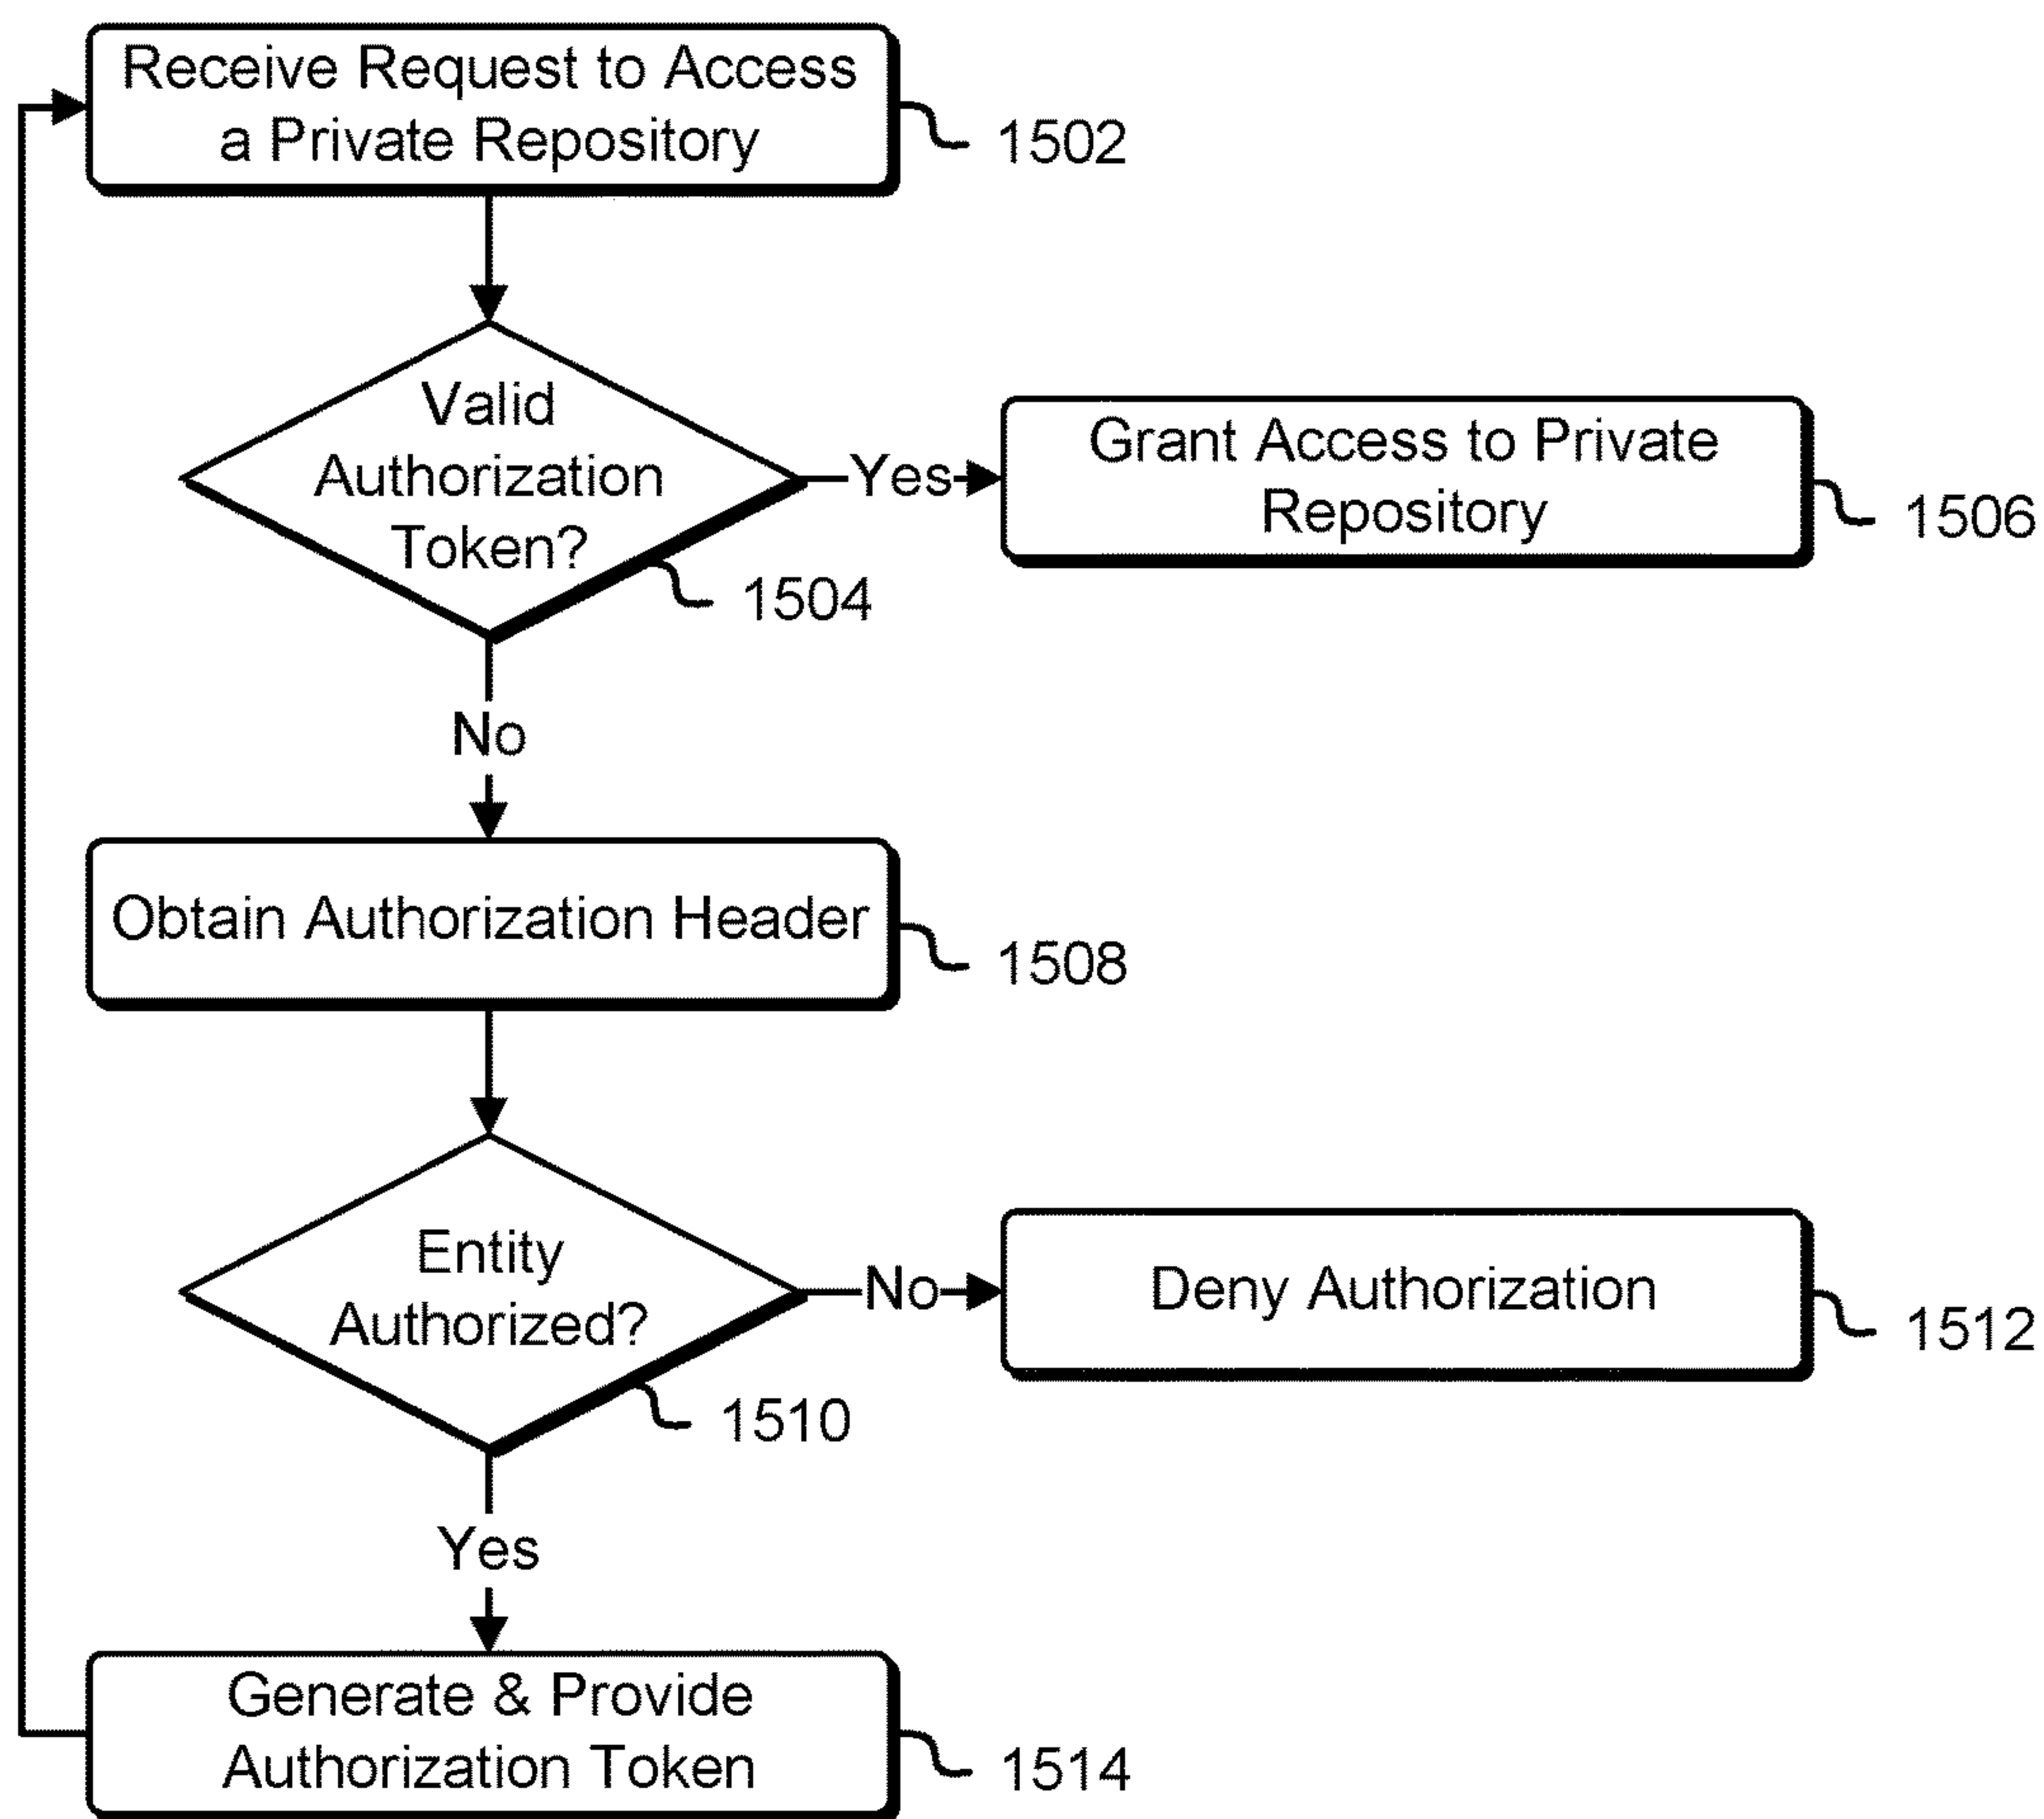 Receive Request to Access
a Private Repository
1502
Valid
Authorization
Token?
1504
Yes
Grant Access to Private
Repository
1506
No
Obtain Authorization Header
1508
Entity
Authorized?
1510
No
Deny Authorization
1512
Yes
Generate & Provide
Authorization Token
1514